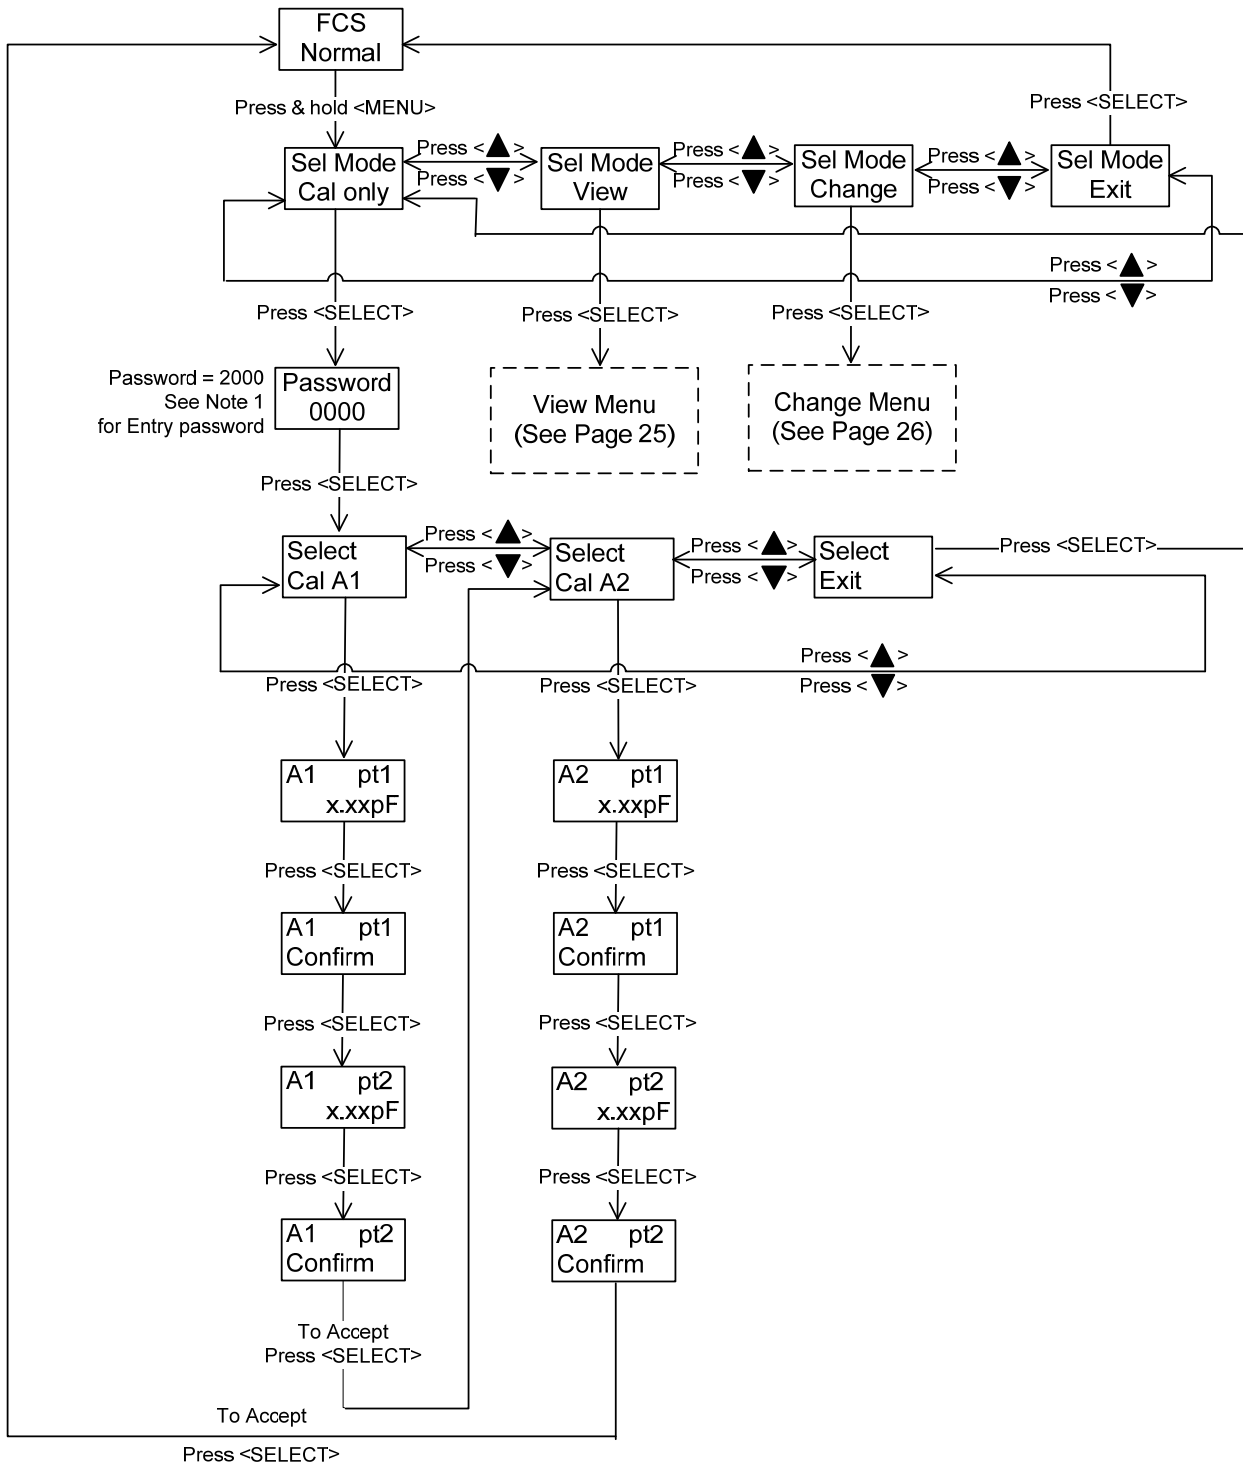 FCS
Normal
Press & hold <MENU>
Press <SELECT>
Sel Mode
Cal only
Press <▲>
Press <▼>
Sel Mode
View
Press <▲>
Press <▼>
Sel Mode
Change
Press <▲>
Press <▼>
Sel Mode
Exit
Press <▲>
Press <▼>
Press <SELECT>
Press <SELECT>
Press <SELECT>
Password = 2000
See Note 1
for Entry password
Password
0000
View Menu
(See Page 25)
Change Menu
(See Page 26)
Press <SELECT>
Select
Cal A1
Press <▲>
Press <▼>
Select
Cal A2
Press <▲>
Press <▼>
Select
Exit
Press <SELECT>
Press <▲>
Press <▼>
Press <SELECT>
Press <SELECT>
A1 pt1
x.xxpF
A2 pt1
x.xxpF
Press <SELECT>
Press <SELECT>
A1 pt1
Confirm
A2 pt1
Confirm
Press <SELECT>
Press <SELECT>
A1 pt2
x.xxpF
A2 pt2
x.xxpF
Press <SELECT>
Press <SELECT>
A1 pt2
Confirm
A2 pt2
Confirm
To Accept
Press <SELECT>
To Accept
Press <SELECT>